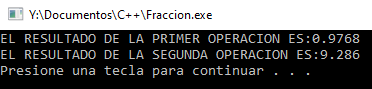 Y:\Documentos\C++\Fraccion.exe
EL RESULTADO DE LA PRIMER OPERACION ES:0.9768
EL RESULTADO DE LA SEGUNDA OPERACION ES:9.286
Presione una tecla para continuar . . .